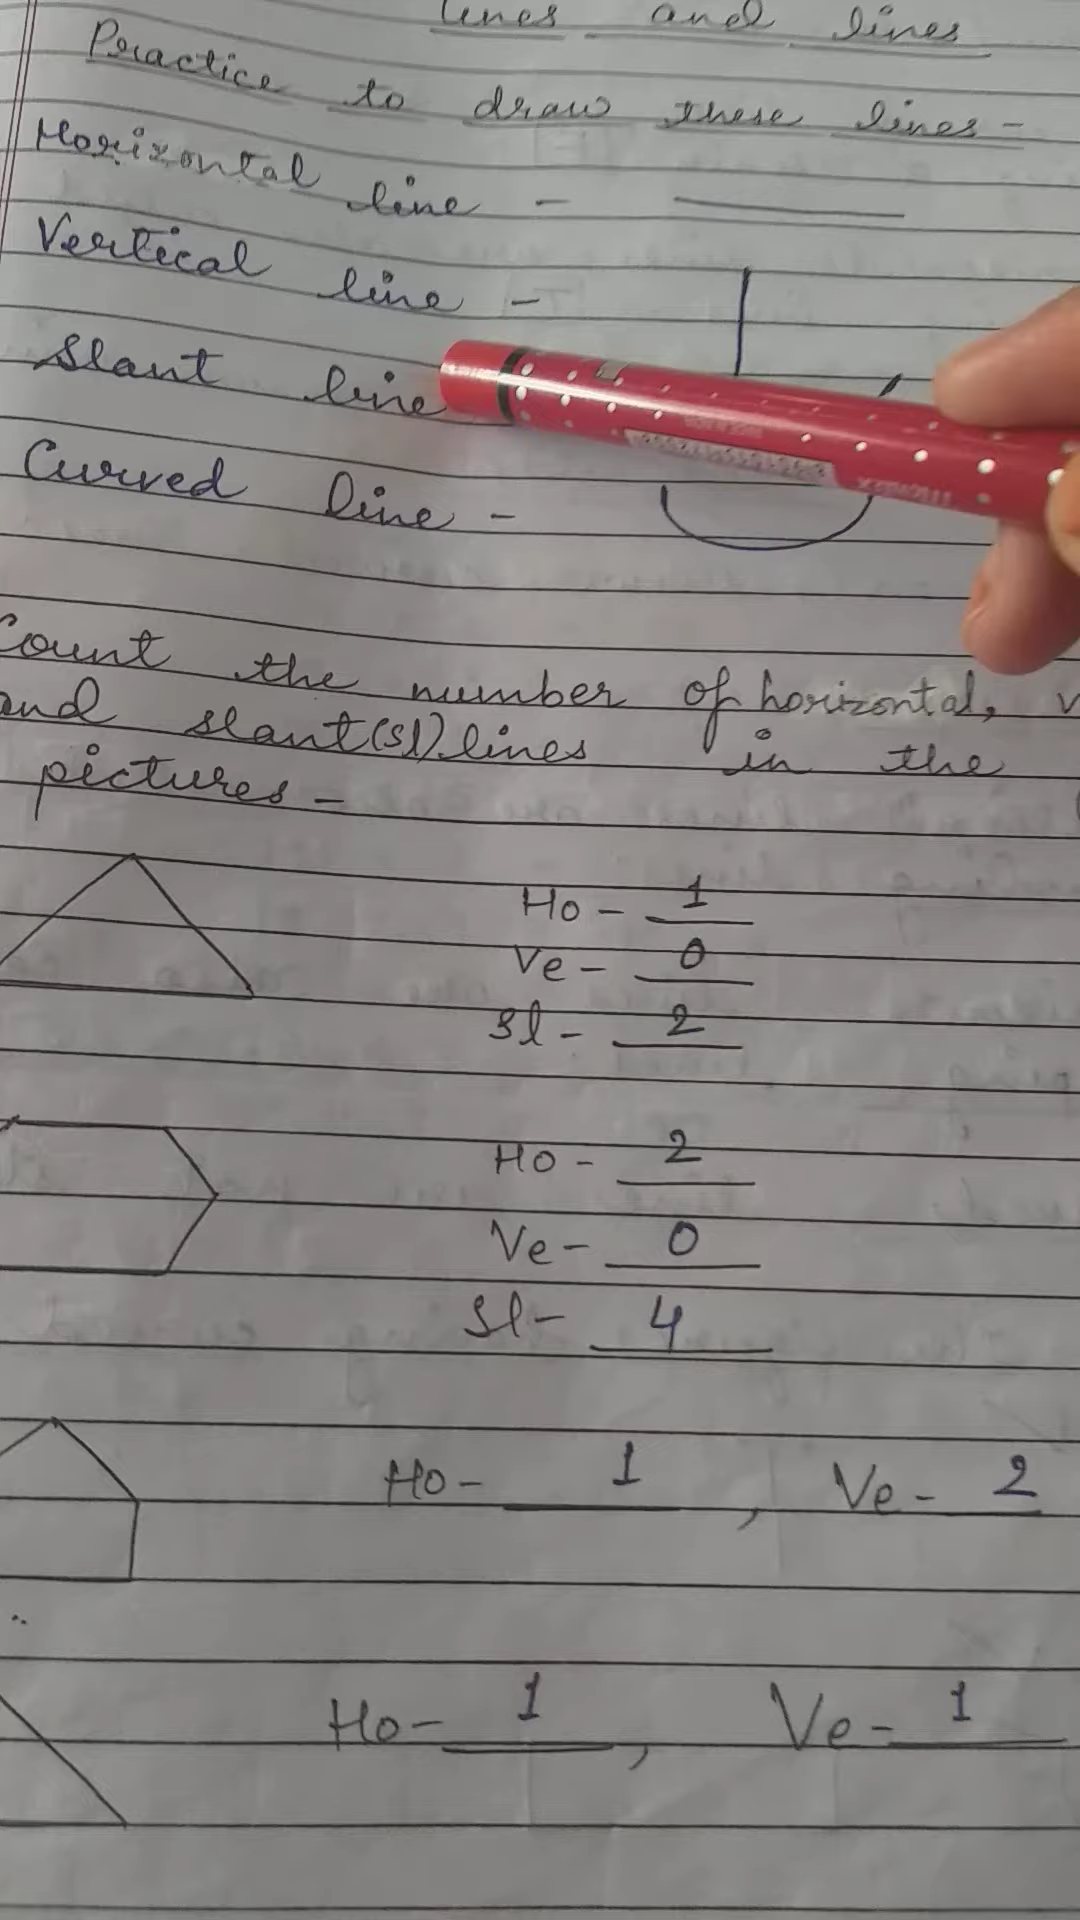 lines and lines
Practice to draw these lines-
Horizontal line -
Vertical line -
Slant line
Curved line -
Count the number of horizontal,
and slant(sl) lines in the
pictures-
Ho - 1
Ve - 0
Sl - 2
Ho - 2
Ve - 0
Sl - 4
Ho - 1, Ve - 2
Ho - 1, Ve - 1